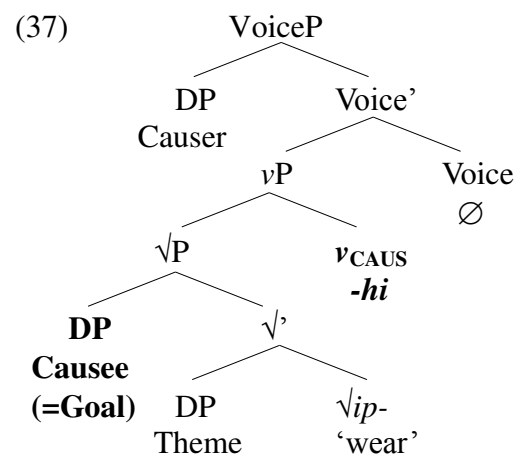 (37) VoiceP
DP Voice’
Causer
vP Voice
∅
√P vCAUS
-hi
DP √’
Causee
(=Goal) DP √ip-
Theme ‘wear’